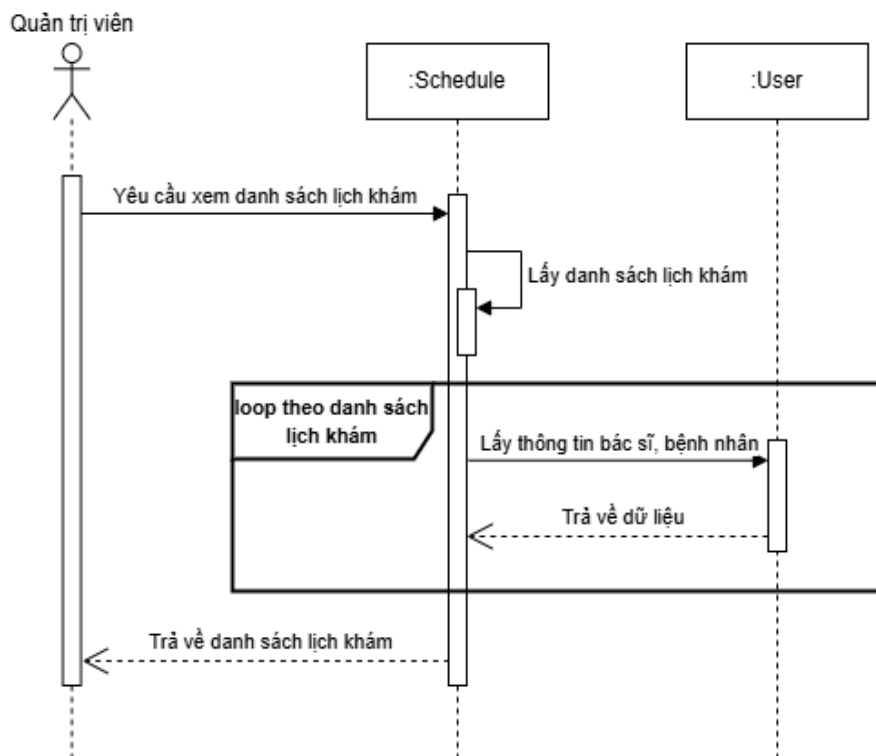 Quản trị viên
:Schedule
:User
Yêu cầu xem danh sách lịch khám
Lấy danh sách lịch khám
loop theo danh sách
lịch khám
Lấy thông tin bác sĩ, bệnh nhân
Trả về dữ liệu
Trả về danh sách lịch khám